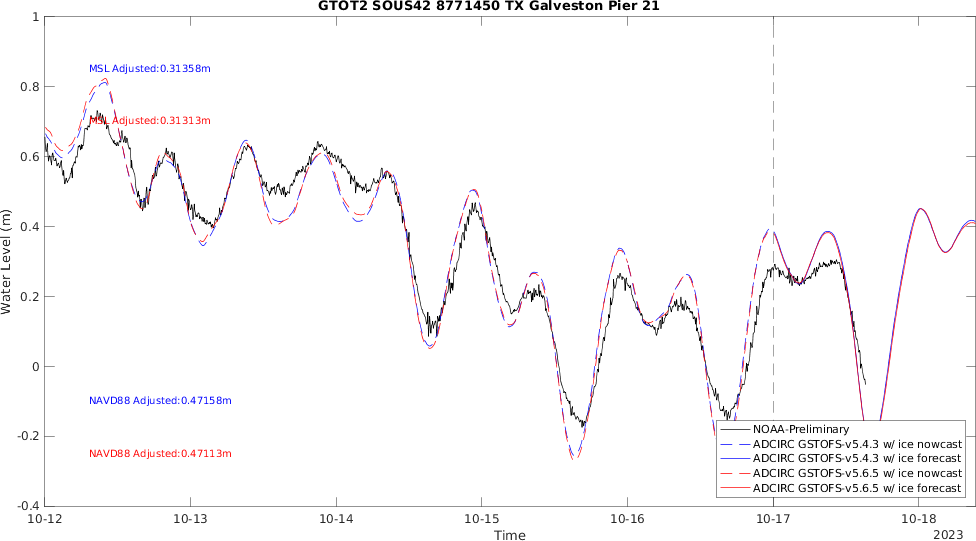 GTOT2 SOUS42 8771450 TX Galveston Pier 21
1
0.8
0.6
0.4
0.2
0
-0.2
-0.4
Water Level (m)
MSL Adjusted:0.31358m
MSL Adjusted:0.31313m
NAVD88 Adjusted:0.47158m
NAVD88 Adjusted:0.47113m
NOAA-Preliminary
ADCIRC GSTOFS-v5.4.3 w/ ice nowcast
ADCIRC GSTOFS-v5.4.3 w/ ice forecast
ADCIRC GSTOFS-v5.6.5 w/ ice nowcast
ADCIRC GSTOFS-v5.6.5 w/ ice forecast
10-12 10-13 10-14 10-15 10-16 10-17 10-18
Time
2023